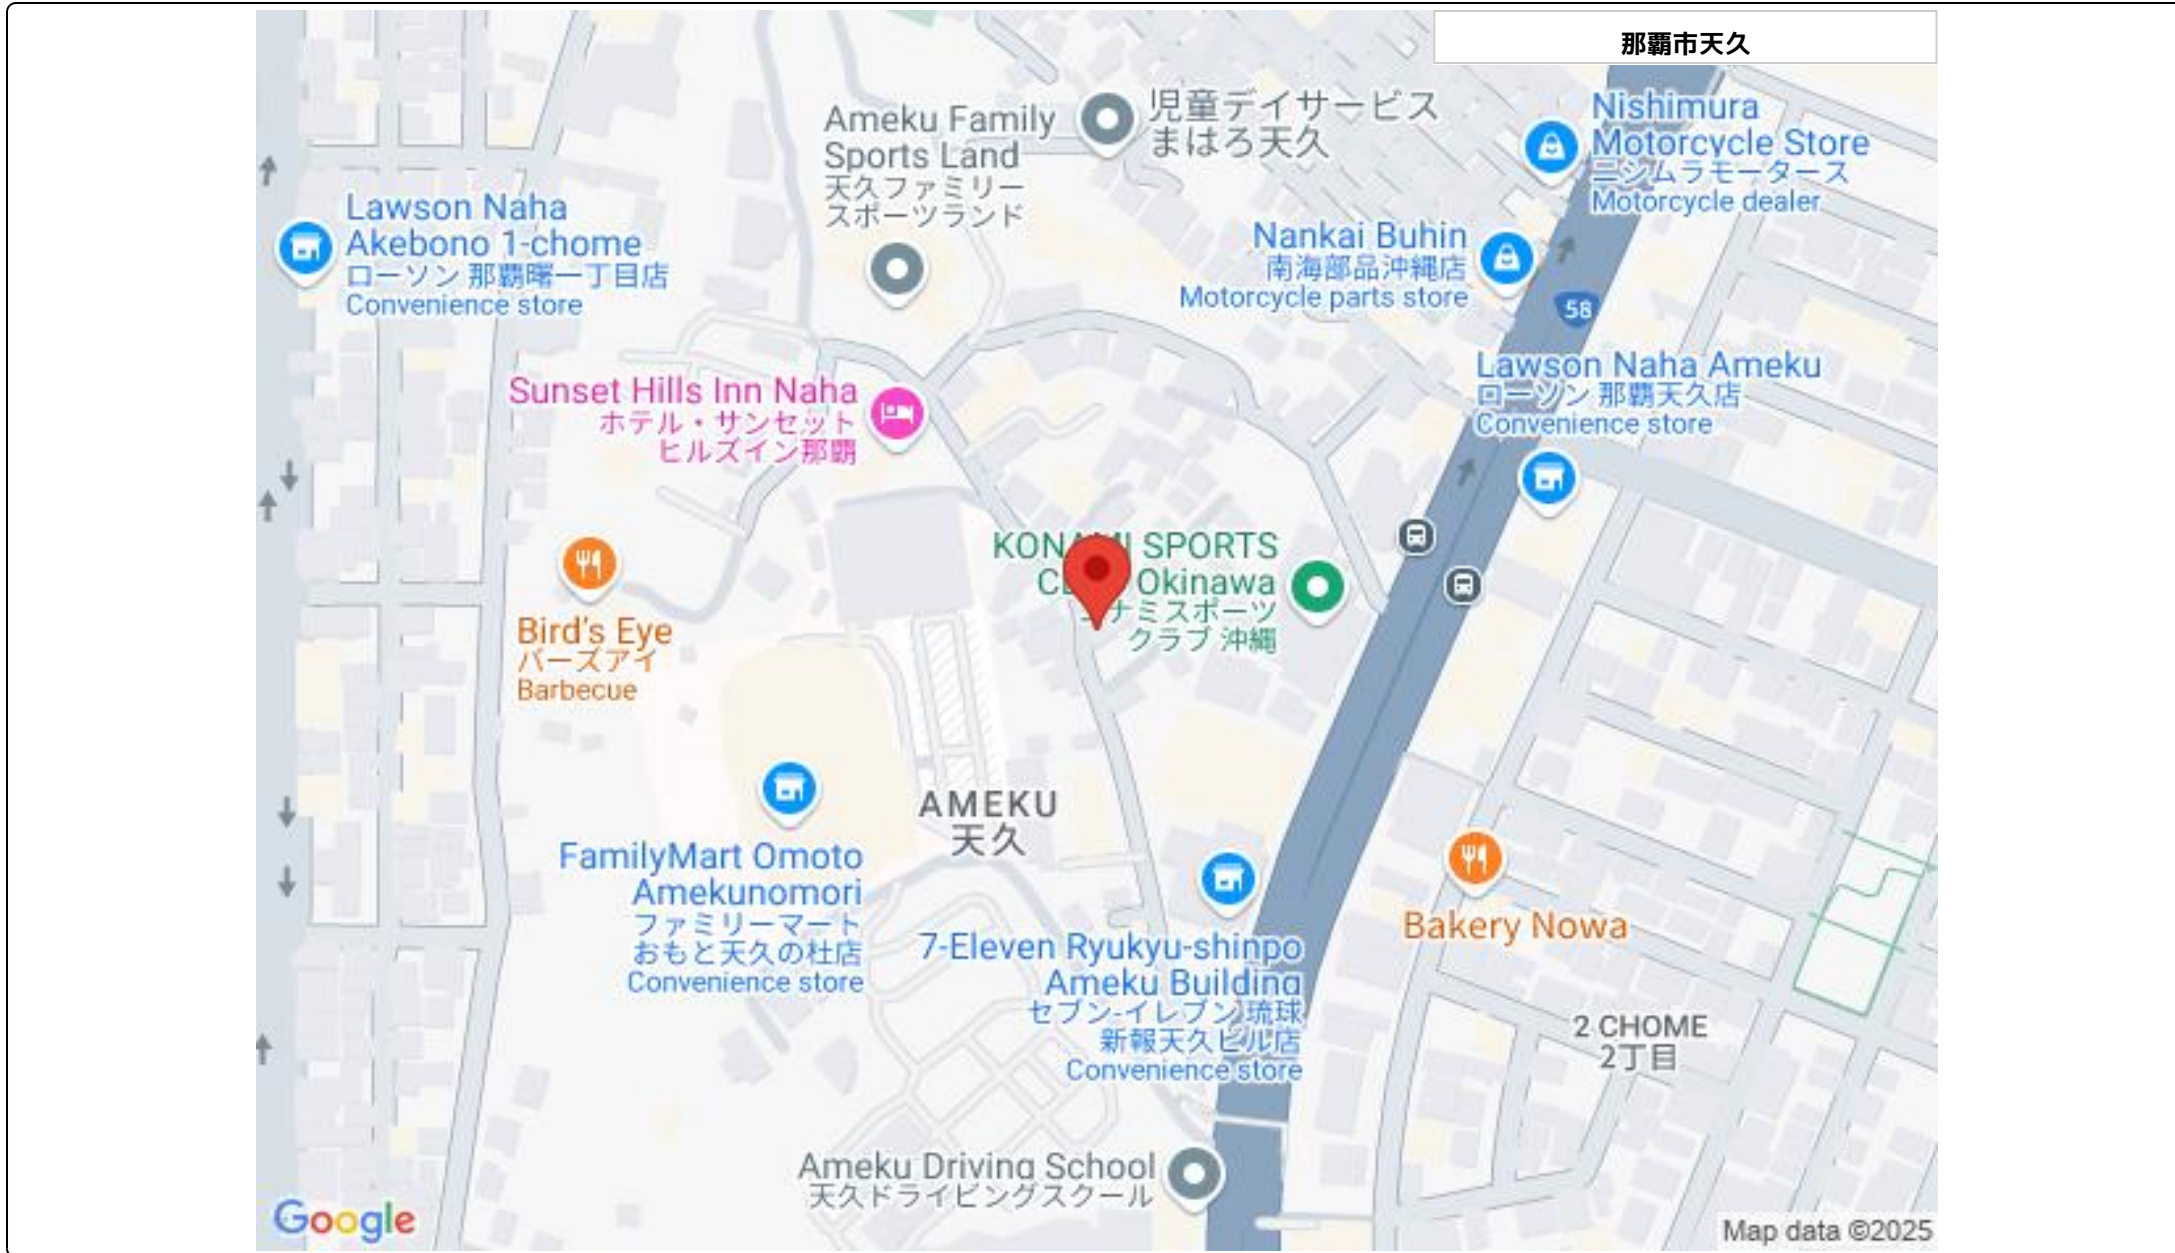 那覇市天久
Ameku Family
Sports Land
天久ファミリー
スポーツランド
児童デイサービス
まはろ天久
Nishimura
Motorcycle Store
ニシムラモータース
Motorcycle dealer
Lawson Naha
Akebono 1-chome
ローソン 那覇曙一丁目店
Convenience store
Nankai Buhin
南海部品沖縄店
Motorcycle parts store
58
Lawson Naha Ameku
ローソン 那覇天久店
Convenience store
Sunset Hills Inn Naha
ホテル・サンセット
ヒルズイン那覇
KONAMI SPORTS
Okinawa
ナミスポーツ
クラブ 沖縄
Bird's Eye
バーズアイ
Barbecue
AMEKU
天久
FamilyMart Omoto
Amekunomori
ファミリーマート
おもと天久の杜店
Convenience store
7-Eleven Ryukyu-shinpo
Ameku Building
セブン-イレブン 琉球
新報天久ビル店
Convenience store
Bakery Nowa
2 CHOME
2丁目
Ameku Driving School
天久ドライビングスクール
Google
Map data ©2025